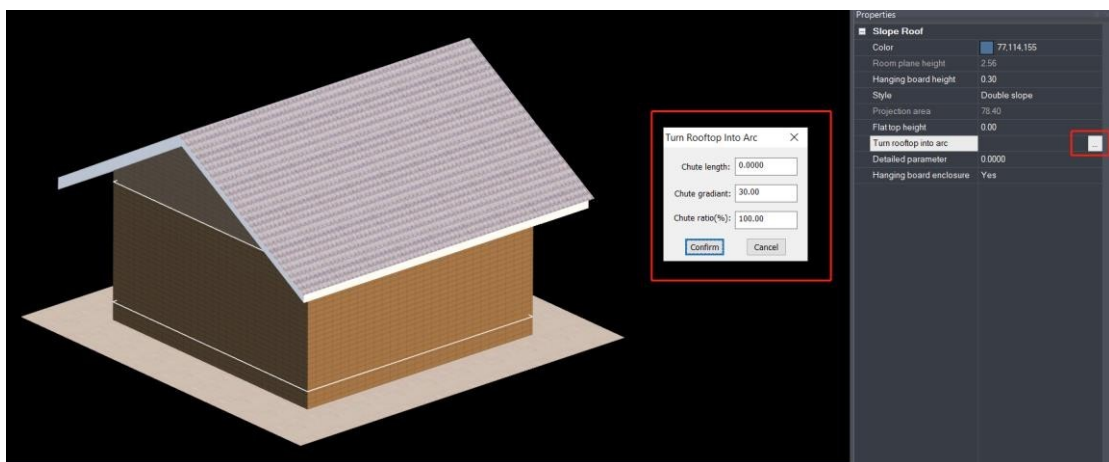 Properties
Slope Roof
Color 77,114,155
Room plane height 2.56
Hanging board height 0.30
Style Double slope
Projection area 78.40
Flat top height 0.00
Turn rooftop into arc ...
Detailed parameter 0.0000
Hanging board enclosure Yes
Turn Rooftop Into Arc
Chute length: 0.0000
Chute gradiant: 30.00
Chute ratio(%): 100.00
Confirm Cancel